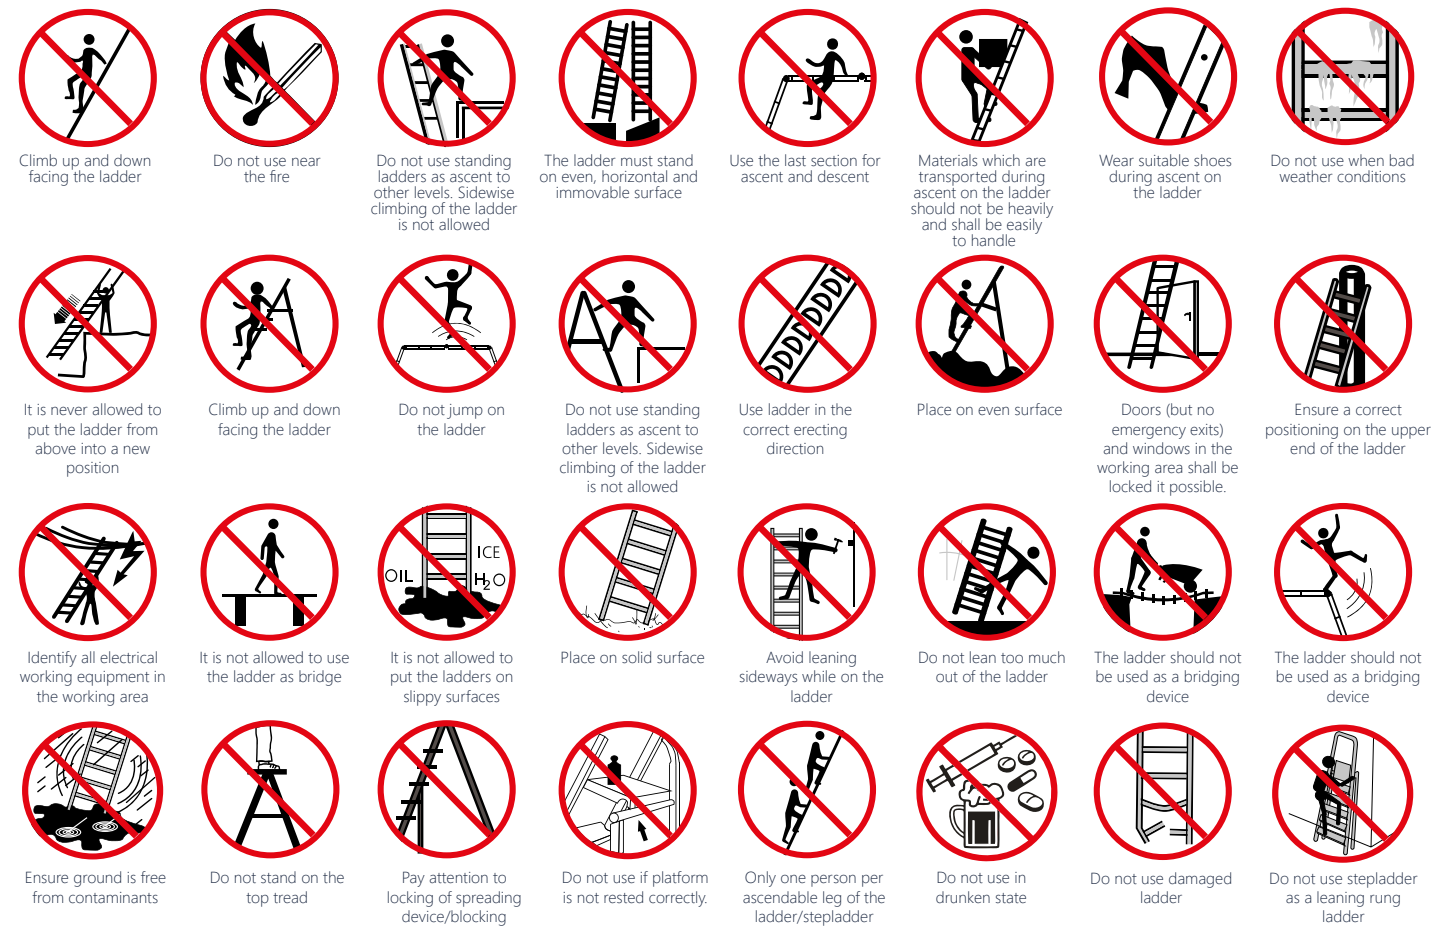 Climb up and down
facing the ladder
Do not use near
the fire
Do not use standing
ladders as ascent to
other levels. Sidewise
climbing of the ladder
is not allowed
The ladder must stand
on even, horizontal and
immovable surface
Use the last section for
ascent and descent
Materials which are
transported during
ascent on the ladder
should not be heavily
and shall be easily
to handle
Wear suitable shoes
during ascent on
the ladder
Do not use when bad
weather conditions
It is never allowed to
put the ladder from
above into a new
position
Climb up and down
facing the ladder
Do not jump on
the ladder
Do not use standing
ladders as ascent to
other levels. Sidewise
climbing of the ladder
is not allowed
Use ladder in the
correct erecting
direction
Place on even surface
Doors (but no
emergency exits)
and windows in the
working area shall be
locked it possible.
Ensure a correct
positioning on the upper
end of the ladder
ICE
OIL
H2O
Identify all electrical
working equipment in
the working area
It is not allowed to use
the ladder as bridge
It is not allowed to
put the ladders on
slippy surfaces
Place on solid surface
Avoid leaning
sideways while on the
ladder
Do not lean too much
out of the ladder
The ladder should not
be used as a bridging
device
The ladder should not
be used as a bridging
device
Ensure ground is free
from contaminants
Do not stand on the
top tread
Pay attention to
locking of spreading
device/blocking
Do not use if platform
is not rested correctly.
Only one person per
ascendable leg of the
ladder/stepladder
Do not use in
drunken state
Do not use damaged
ladder
Do not use stepladder
as a leaning rung
ladder